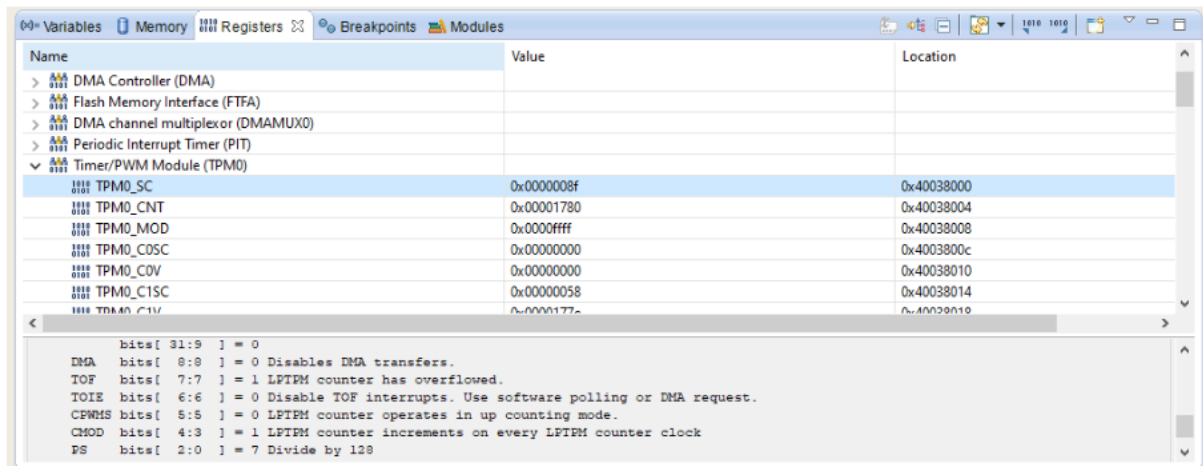 (x)= Variables Memory Registers Breakpoints Modules
Name Value Location
DMA Controller (DMA)
Flash Memory Interface (FTFA)
DMA channel multiplexor (DMAMUX0)
Periodic Interrupt Timer (PIT)
Timer/PWM Module (TPM0)
TPM0_SC 0x0000008f 0x40038000
TPM0_CNT 0x00001780 0x40038004
TPM0_MOD 0x0000ffff 0x40038008
TPM0_C0SC 0x00000000 0x4003800c
TPM0_C0V 0x00000000 0x40038010
TPM0_C1SC 0x00000058 0x40038014
TPM0_C1V 0x40038018
bits[ 31:9 ] = 0
DMA bits[ 8:8 ] = 0 Disables DMA transfers.
TOF bits[ 7:7 ] = 1 LPTPM counter has overflowed.
TOIE bits[ 6:6 ] = 0 Disable TOF interrupts. Use software polling or DMA request.
CPWMS bits[ 5:5 ] = 0 LPTPM counter operates in up counting mode.
CMOD bits[ 4:3 ] = 1 LPTPM counter increments on every LPTPM counter clock
PS bits[ 2:0 ] = 7 Divide by 128